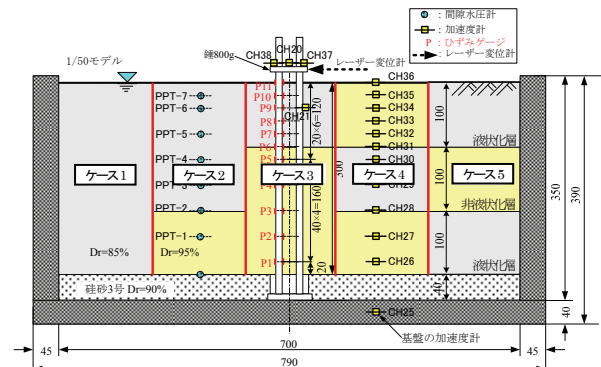 : 間隙水圧計
: 加速度計
P : ひずみゲージ
: レーザー変位計
1/50モデル
錘800g
CH20
CH38 CH37
レーザー変位計
CH36
P11
PPT-7 P10 CH35
PPT-6 P9 CH21 CH34
P8 CH33
PPT-5 P7 CH32
P6 CH31
液状化層
PPT-4 P5 CH30
ケース1 ケース2 ケース3 ケース4 ケース5
PPT-3 P4 CH29
非液状化層
PPT-2 P3 CH28
PPT-1 P2 CH27
Dr=85% Dr=95%
P1 CH26
液状化層
20×6=120
40×4=160
20
300
100
100
100
40
350
390
40
硅砂3号 Dr=90%
CH25
基盤の加速度計
45 700 45
790